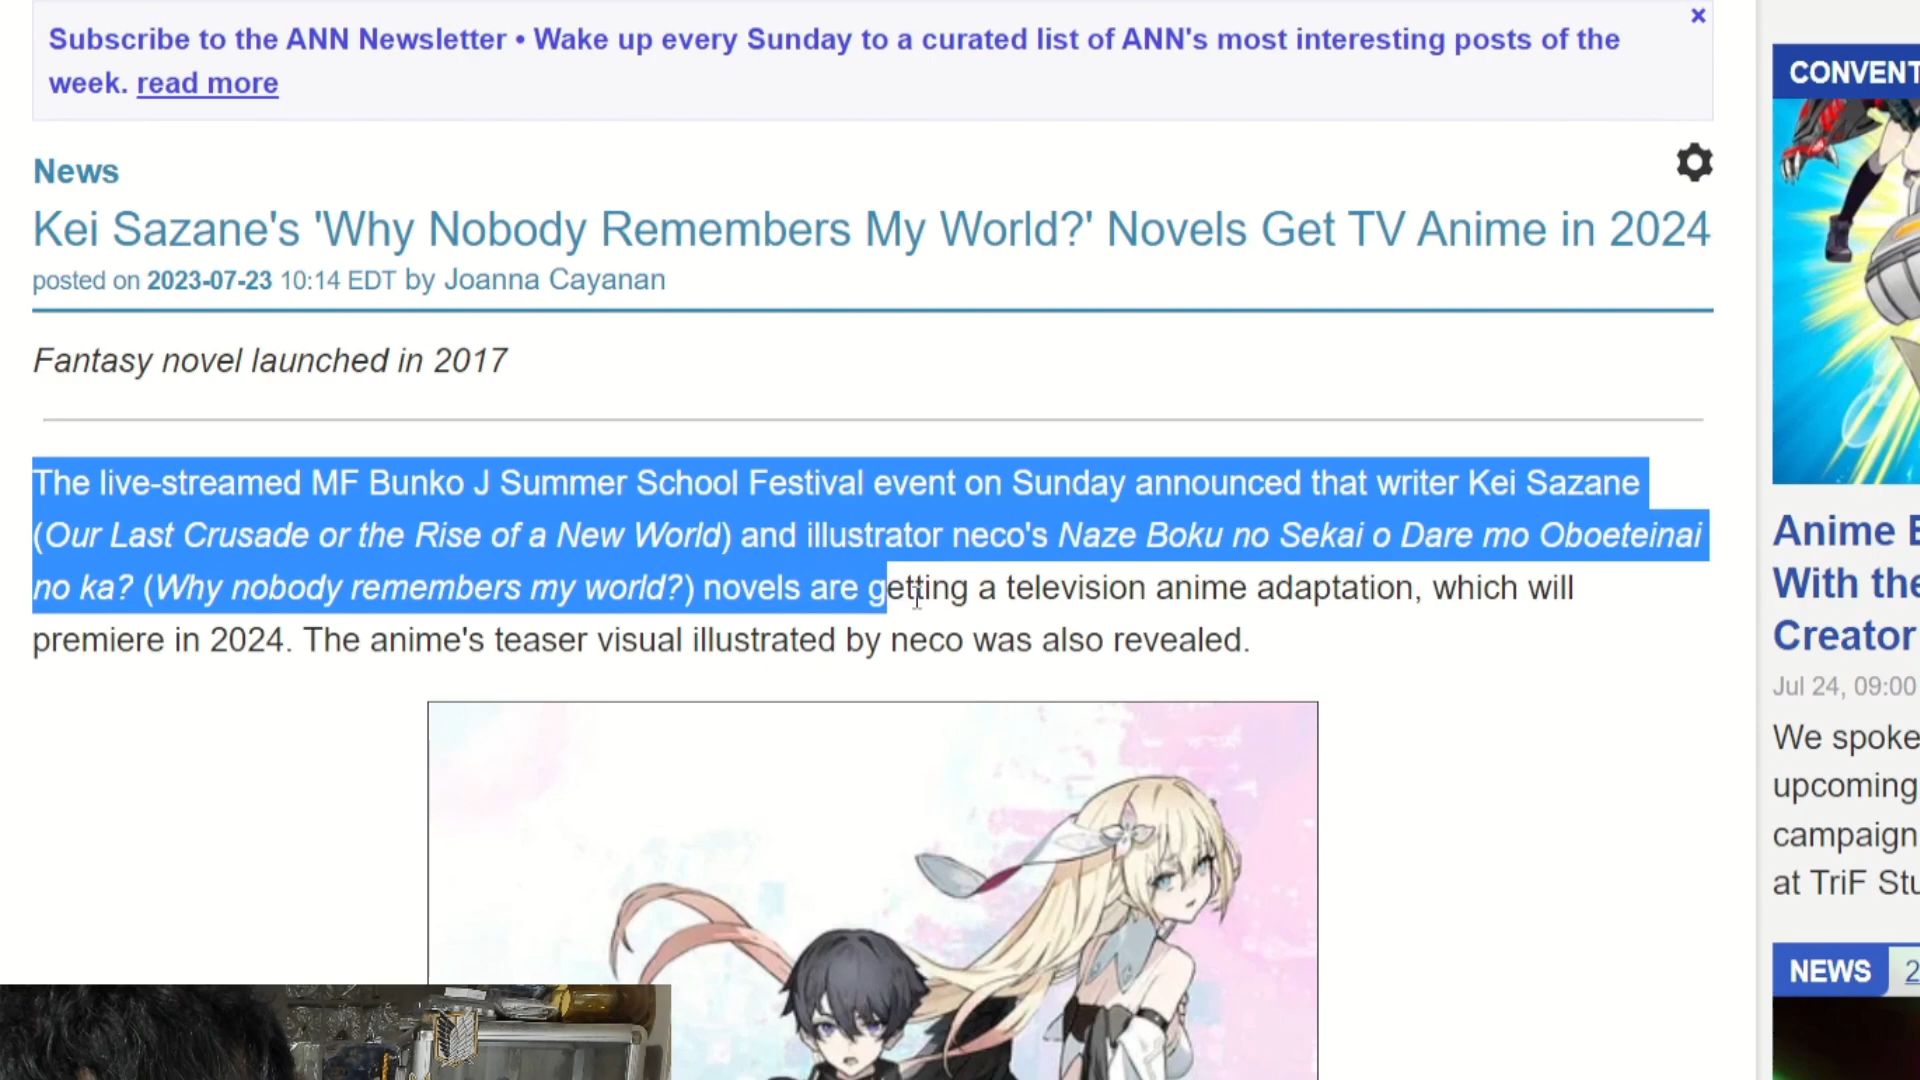 Subscribe to the ANN Newsletter • Wake up every Sunday to a curated list of ANN's most interesting posts of the
week. read more
×
News
Kei Sazane's 'Why Nobody Remembers My World?' Novels Get TV Anime in 2024
posted on 2023-07-23 10:14 EDT by Joanna Cayanan
Fantasy novel launched in 2017
The live-streamed MF Bunko J Summer School Festival event on Sunday announced that writer Kei Sazane
(Our Last Crusade or the Rise of a New World) and illustrator neco's Naze Boku no Sekai o Dare mo Oboeteinai
no ka? (Why nobody remembers my world?) novels are getting a television anime adaptation, which will
premiere in 2024. The anime's teaser visual illustrated by neco was also revealed.
CONVENT
Anime
With the
Creator
Jul 24, 09:00
We spoke
upcoming
campaign
at TriF Stu
NEWS 2